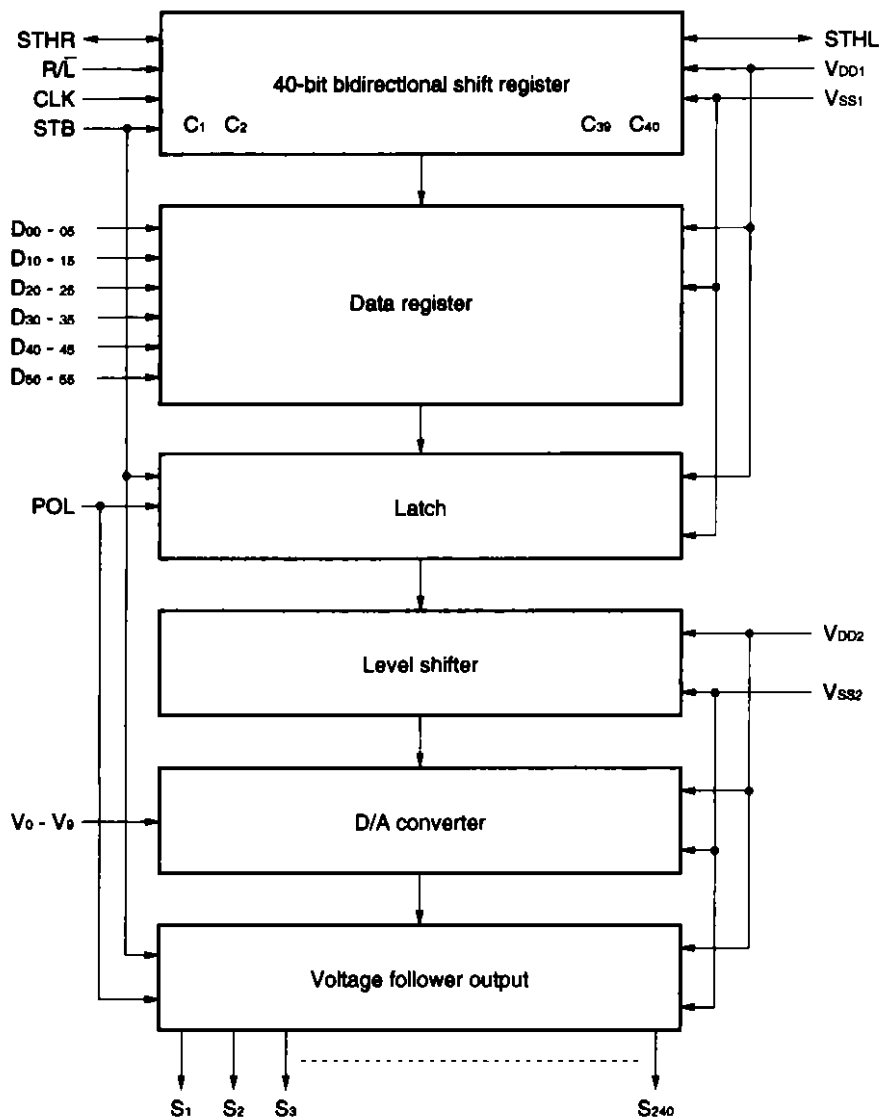 STHR
STHL
R/L̅
VDD1
40-bit bidirectional shift register
CLK
VSS1
STB
C1 C2
C39 C40
D00 - 05
D10 - 15
D20 - 25
D30 - 35
D40 - 45
D50 - 55
Data register
POL
Latch
Level shifter
VDD2
VSS2
V0 - V9
D/A converter
Voltage follower output
S1 S2 S3 S240